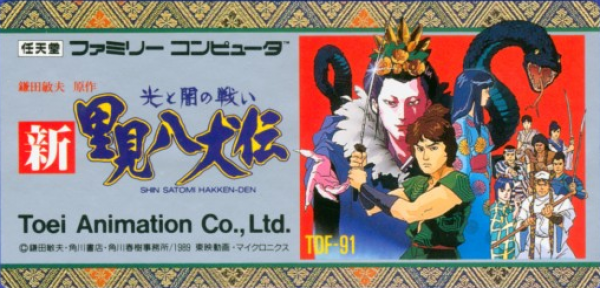 任天堂 ファミリー コンピュータ™
鎌田敏夫 原作
光と闇の戦い
新 里見八犬伝
SHIN SATOMI HAKKEN-DEN
Toei Animation Co., Ltd.
©鎌田敏夫・角川書店・角川春樹事務所/1989 東映動画・マイクロニクス
TDF-91